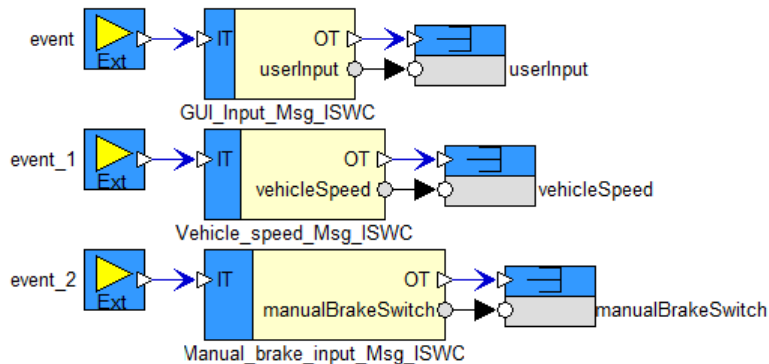 event
Ext
IT
OT
userInput
userInput
GUI_Input_Msg_ISWC
event_1
Ext
IT
OT
vehicleSpeed
vehicleSpeed
Vehicle_speed_Msg_ISWC
event_2
Ext
IT
OT
manualBrakeSwitch
manualBrakeSwitch
Manual_brake_input_Msg_ISWC